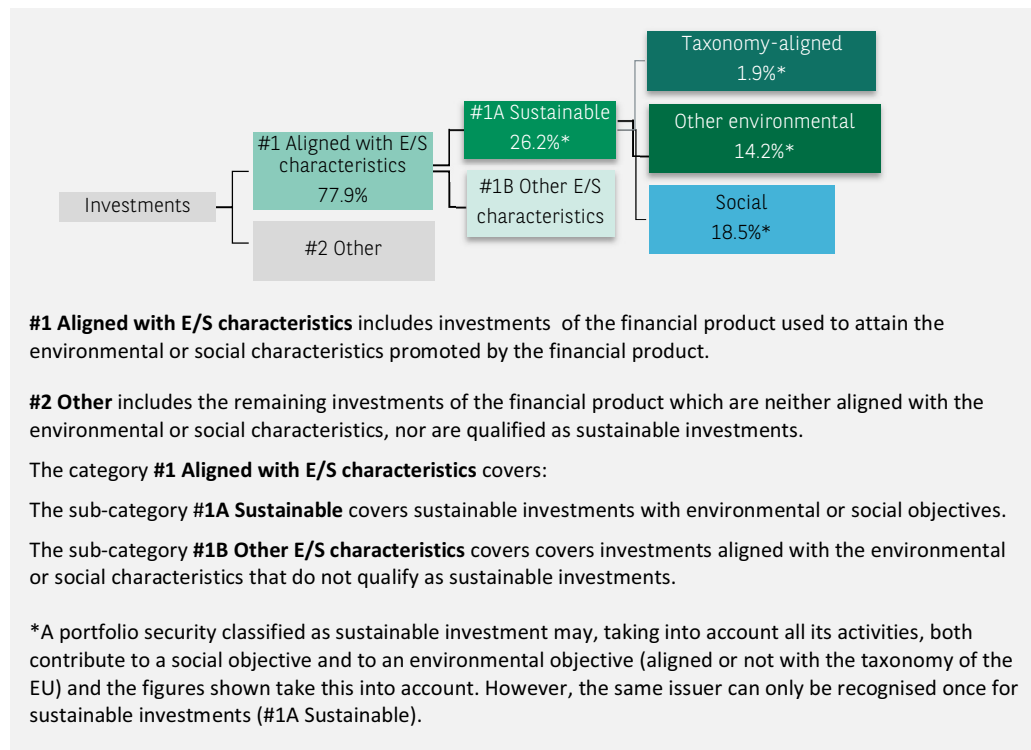 Taxonomy-aligned
1.9%*
#1A Sustainable
26.2%*
Other environmental
14.2%*
#1 Aligned with E/S
characteristics
77.9%
#1B Other E/S
characteristics
Investments
Social
18.5%*
#2 Other
#1 Aligned with E/S characteristics includes investments of the financial product used to attain the
environmental or social characteristics promoted by the financial product.
#2 Other includes the remaining investments of the financial product which are neither aligned with the
environmental or social characteristics, nor are qualified as sustainable investments.
The category #1 Aligned with E/S characteristics covers:
The sub-category #1A Sustainable covers sustainable investments with environmental or social objectives.
The sub-category #1B Other E/S characteristics covers covers investments aligned with the environmental
or social characteristics that do not qualify as sustainable investments.
*A portfolio security classified as sustainable investment may, taking into account all its activities, both
contribute to a social objective and to an environmental objective (aligned or not with the taxonomy of the
EU) and the figures shown take this into account. However, the same issuer can only be recognised once for
sustainable investments (#1A Sustainable).